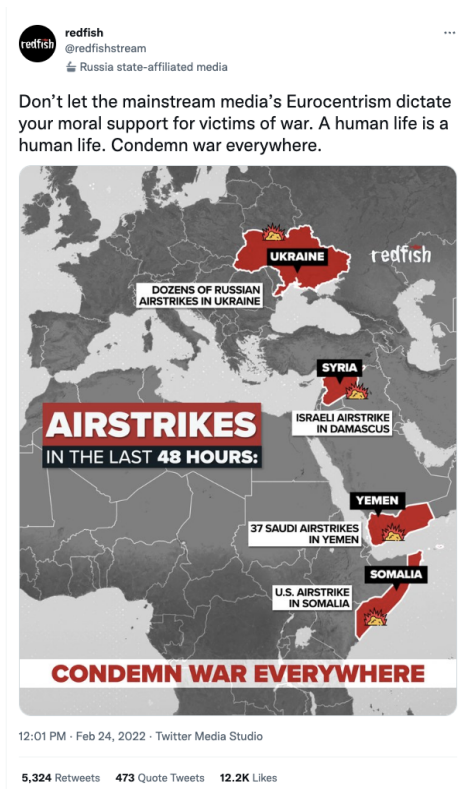 redfish
redfish
@redfishstream
Russia state-affiliated media
Don’t let the mainstream media’s Eurocentrism dictate
your moral support for victims of war. A human life is a
human life. Condemn war everywhere.
UKRAINE
redfish
DOZENS OF RUSSIAN
AIRSTRIKES IN UKRAINE
SYRIA
ISRAELI AIRSTRIKE
IN DAMASCUS
AIRSTRIKES
IN THE LAST 48 HOURS:
YEMEN
37 SAUDI AIRSTRIKES
IN YEMEN
SOMALIA
U.S. AIRSTRIKE
IN SOMALIA
CONDEMN WAR EVERYWHERE
12:01 PM · Feb 24, 2022 · Twitter Media Studio
5,324 Retweets 473 Quote Tweets 12.2K Likes